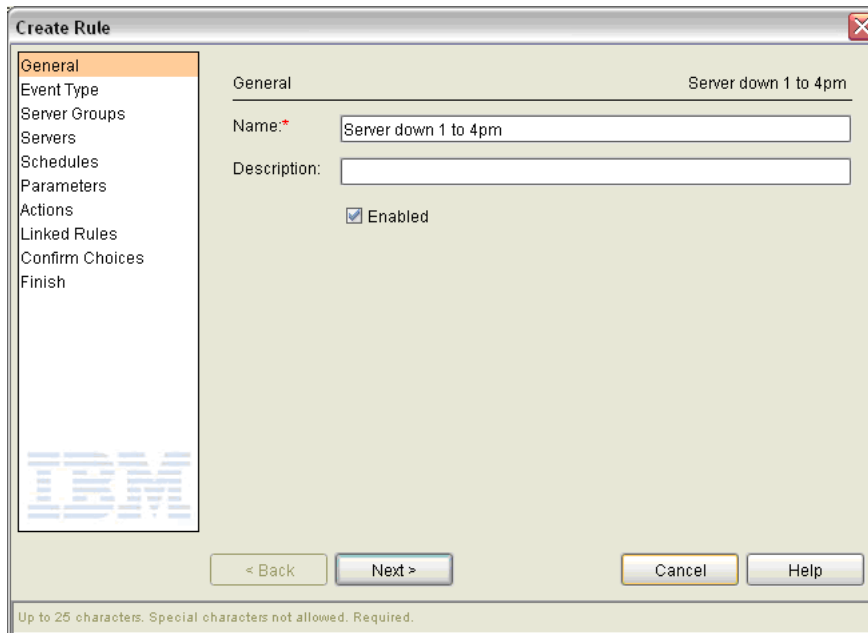 Create Rule
General
Event Type
Server Groups
Servers
Schedules
Parameters
Actions
Linked Rules
Confirm Choices
Finish
IBM
General Server down 1 to 4pm
Name:* Server down 1 to 4pm
Description:
Enabled
< Back Next > Cancel Help
Up to 25 characters. Special characters not allowed. Required.